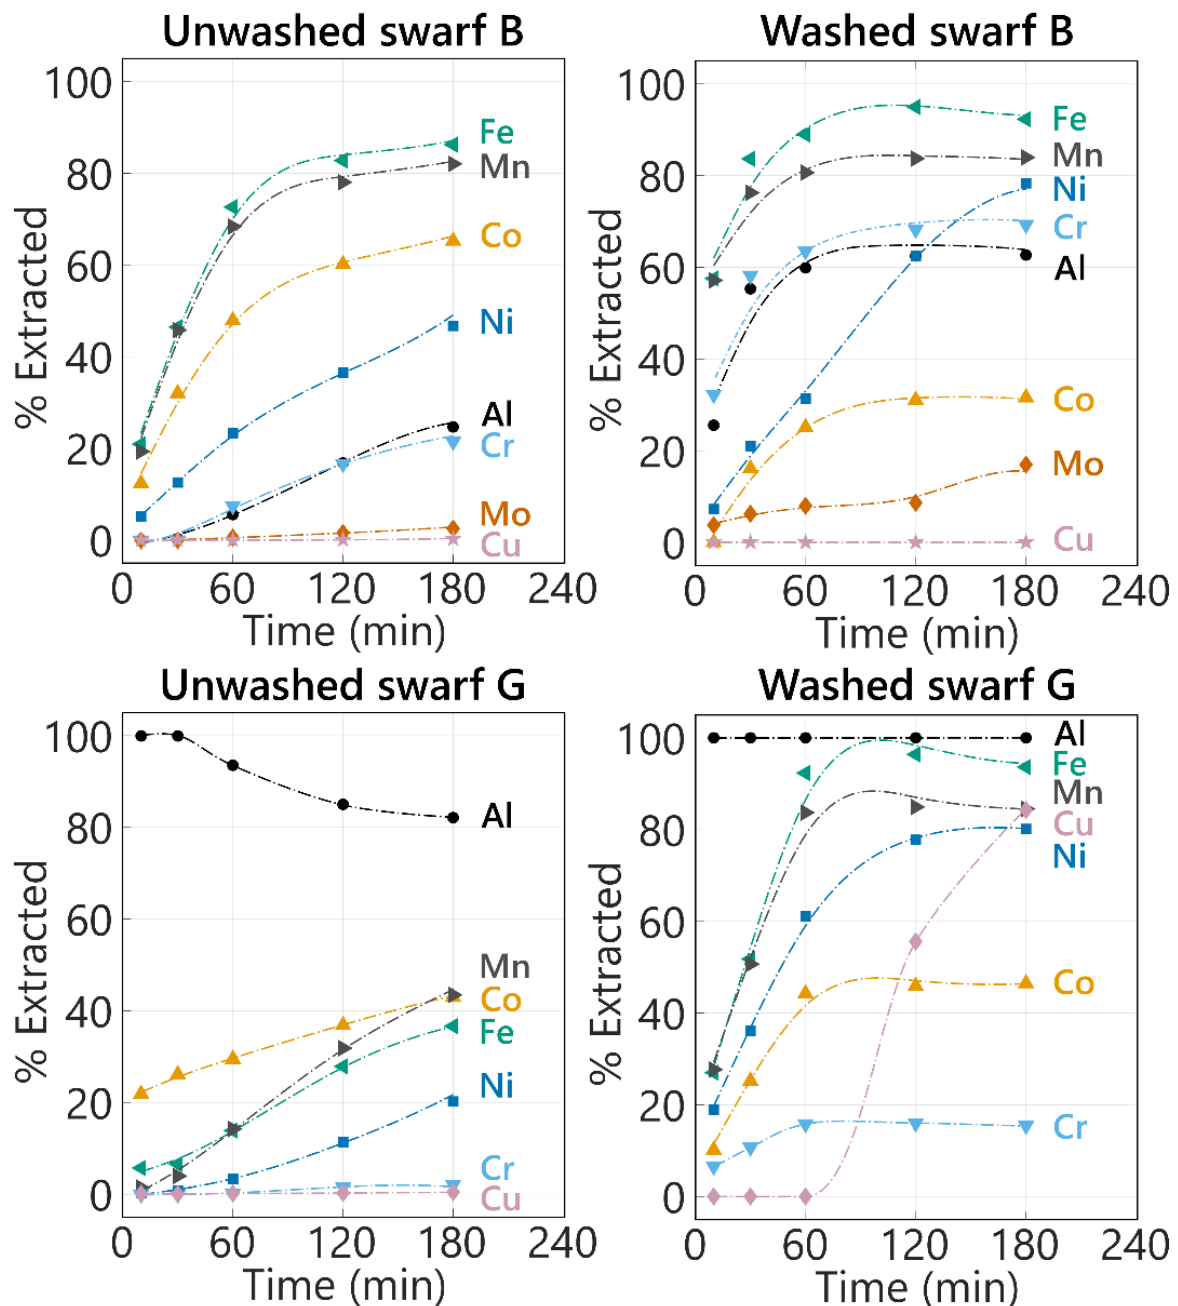 Unwashed swarf B
% Extracted
100
80
60
40
20
0
Fe
Mn
Co
Ni
Al
Cr
Mo
Cu
0 60 120 180 240
Time (min)
Washed swarf B
% Extracted
100
80
60
40
20
0
Fe
Mn
Ni
Cr
Al
Co
Mo
Cu
0 60 120 180 240
Time (min)
Unwashed swarf G
% Extracted
100
80
60
40
20
0
Al
Mn
Co
Fe
Ni
Cr
Cu
0 60 120 180 240
Time (min)
Washed swarf G
% Extracted
100
80
60
40
20
0
Al
Fe
Mn
Cu
Ni
Co
Cr
0 60 120 180 240
Time (min)